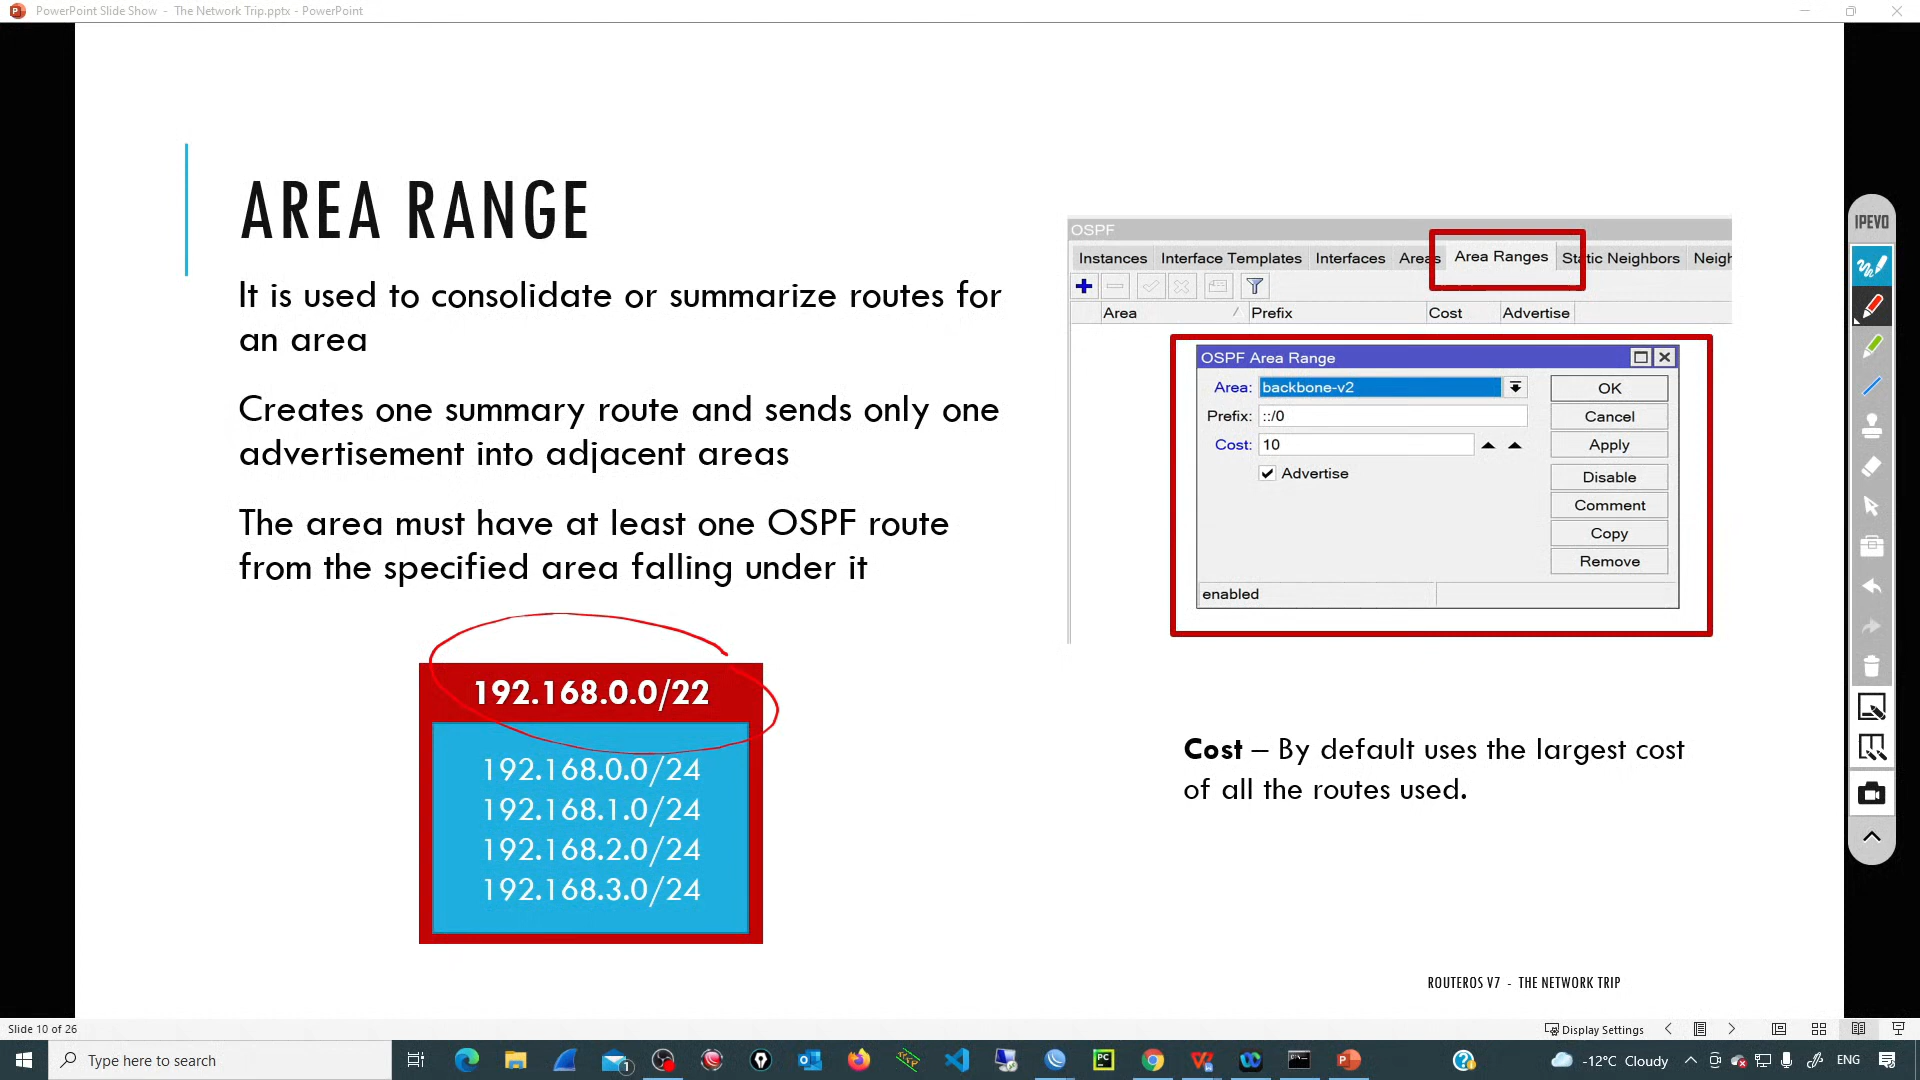 PowerPoint Slide Show - The Network Trip.pptx - PowerPoint
AREA RANGE
It is used to consolidate or summarize routes for
an area
Creates one summary route and sends only one
advertisement into adjacent areas
The area must have at least one OSPF route
from the specified area falling under it
192.168.0.0/22
192.168.0.0/24
192.168.1.0/24
192.168.2.0/24
192.168.3.0/24
OSPF
Instances Interface Templates Interfaces Areas Area Ranges Static Neighbors Neigh
Area Prefix Cost Advertise
OSPF Area Range
Area: backbone-v2
Prefix: ::/0
Cost: 10
Advertise
OK
Cancel
Apply
Disable
Comment
Copy
Remove
enabled
Cost – By default uses the largest cost
of all the routes used.
ROUTEROS V7 - THE NETWORK TRIP
IPEVO
Slide 10 of 26
Display Settings
Type here to search
1
PC
-12°C Cloudy
ENG